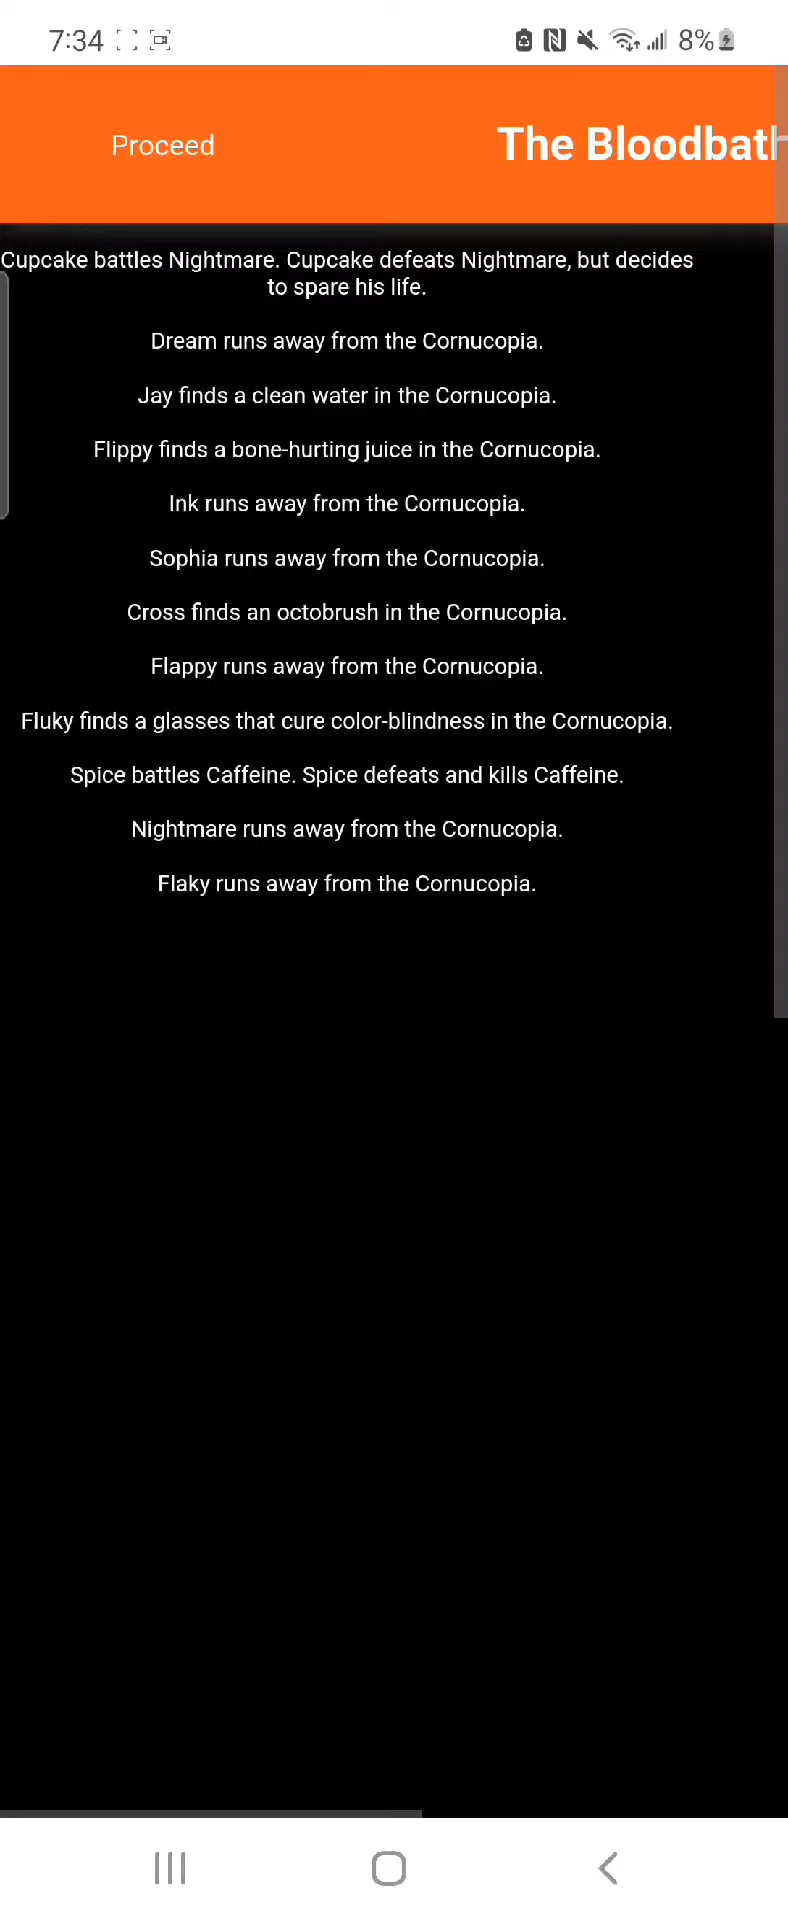 7:34
8%
Proceed
The Bloodbath
Cupcake battles Nightmare. Cupcake defeats Nightmare, but decides
to spare his life.
Dream runs away from the Cornucopia.
Jay finds a clean water in the Cornucopia.
Flippy finds a bone-hurting juice in the Cornucopia.
Ink runs away from the Cornucopia.
Sophia runs away from the Cornucopia.
Cross finds an octobrush in the Cornucopia.
Flappy runs away from the Cornucopia.
Fluky finds a glasses that cure color-blindness in the Cornucopia.
Spice battles Caffeine. Spice defeats and kills Caffeine.
Nightmare runs away from the Cornucopia.
Flaky runs away from the Cornucopia.